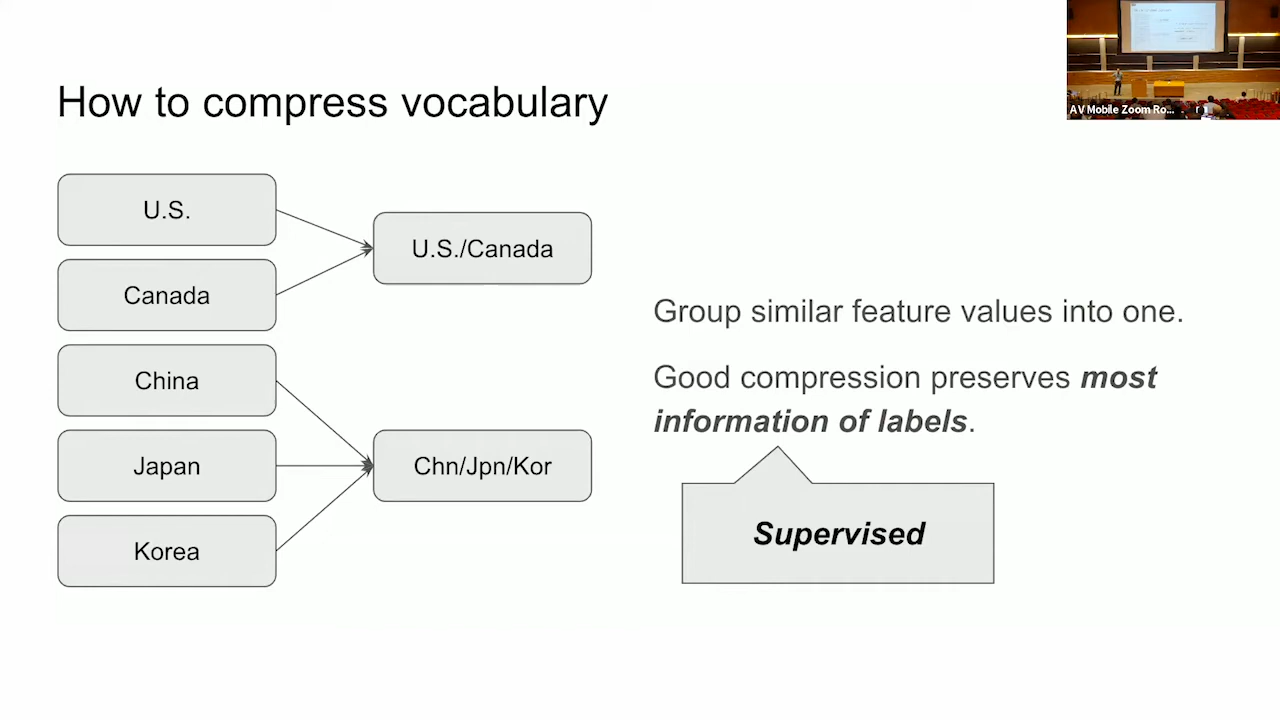 How to compress vocabulary
AV Mobile Zoom Ro...
U.S.
Canada
China
Japan
Korea
U.S./Canada
Chn/Jpn/Kor
Group similar feature values into one.
Good compression preserves most
information of labels.
Supervised